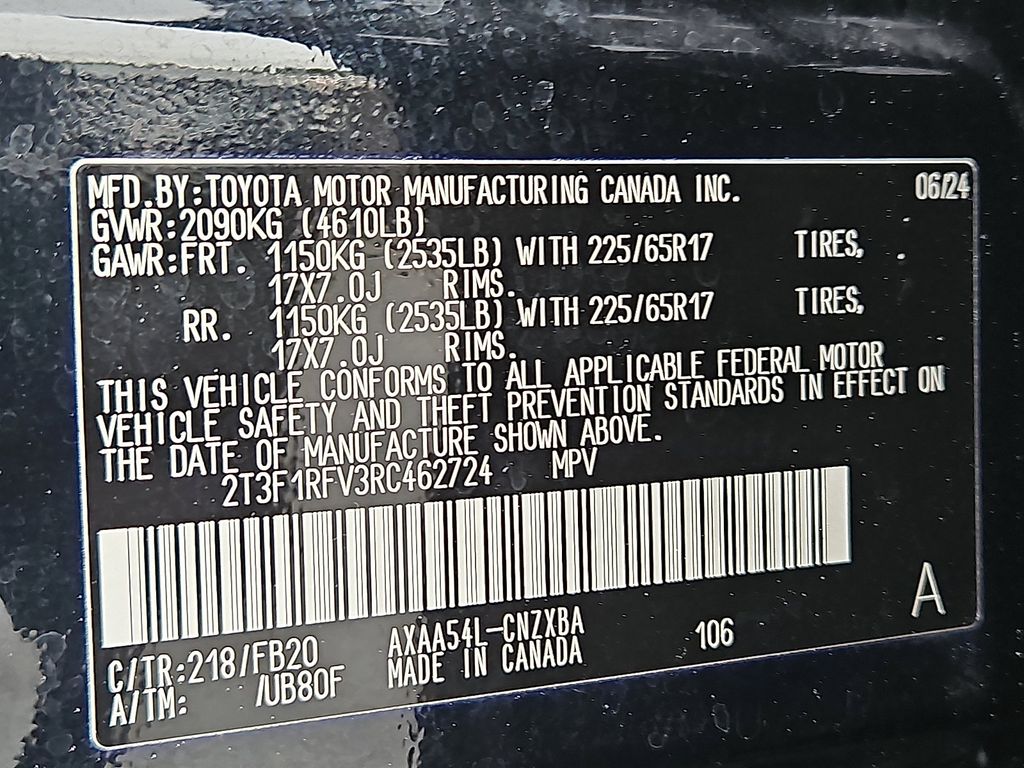 MFD.BY:TOYOTA MOTOR MANUFACTURING CANADA INC. 06/24
GVWR:2090KG (4610LB)
GAWR:FRT. 1150KG (2535LB) WITH 225/65R17 TIRES,
17X7.0J RIMS.
RR. 1150KG (2535LB) WITH 225/65R17 TIRES,
17X7.0J RIMS.
THIS VEHICLE CONFORMS TO ALL APPLICABLE FEDERAL MOTOR
VEHICLE SAFETY AND THEFT PREVENTION STANDARDS IN EFFECT ON
THE DATE OF MANUFACTURE SHOWN ABOVE.
2T3F1RFV3RC462724 MPV
A
C/TR:218/FB20 AXAA54L-CNZXBA 106
A/TM: /UB80F MADE IN CANADA